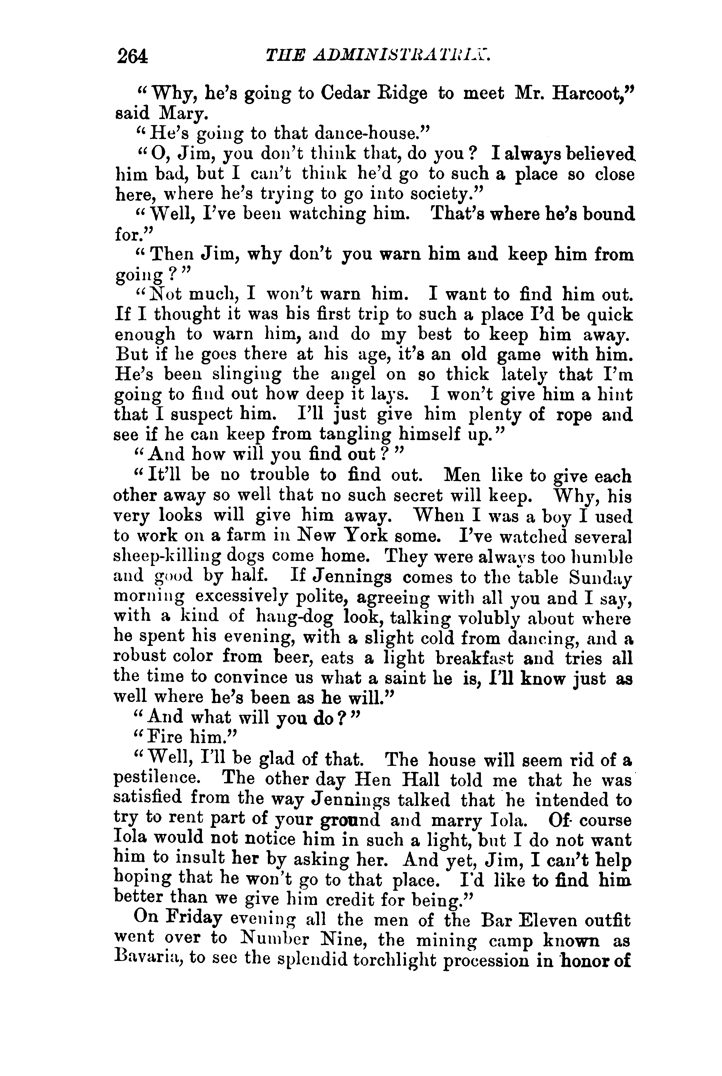 264 THE ADMINISTRATRIX.
“Why, he’s going to Cedar Ridge to meet Mr. Harcoot,”
said Mary.
“He’s going to that dance-house.”
“O, Jim, you don’t think that, do you? I always believed
him bad, but I can’t think he’d go to such a place so close
here, where he’s trying to go into society.”
“Well, I’ve been watching him. That’s where he’s bound
for.”
“Then Jim, why don’t you warn him and keep him from
going?”
“Not much, I won’t warn him. I want to find him out.
If I thought it was his first trip to such a place I’d be quick
enough to warn him, and do my best to keep him away.
But if he goes there at his age, it’s an old game with him.
He’s been slinging the angel on so thick lately that I’m
going to find out how deep it lays. I won’t give him a hint
that I suspect him. I’ll just give him plenty of rope and
see if he can keep from tangling himself up.”
“And how will you find out?”
“It’ll be no trouble to find out. Men like to give each
other away so well that no such secret will keep. Why, his
very looks will give him away. When I was a boy I used
to work on a farm in New York some. I’ve watched several
sheep-killing dogs come home. They were always too humble
and good by half. If Jennings comes to the table Sunday
morning excessively polite, agreeing with all you and I say,
with a kind of hang-dog look, talking volubly about where
he spent his evening, with a slight cold from dancing, and a
robust color from beer, eats a light breakfast and tries all
the time to convince us what a saint he is, I’ll know just as
well where he’s been as he will.”
“And what will you do?”
“Fire him.”
“Well, I’ll be glad of that. The house will seem rid of a
pestilence. The other day Hen Hall told me that he was
satisfied from the way Jennings talked that he intended to
try to rent part of your ground and marry Iola. Of course
Iola would not notice him in such a light, but I do not want
him to insult her by asking her. And yet, Jim, I can’t help
hoping that he won’t go to that place. I’d like to find him
better than we give him credit for being.”
On Friday evening all the men of the Bar Eleven outfit
went over to Number Nine, the mining camp known as
Bavaria, to see the splendid torchlight procession in honor of